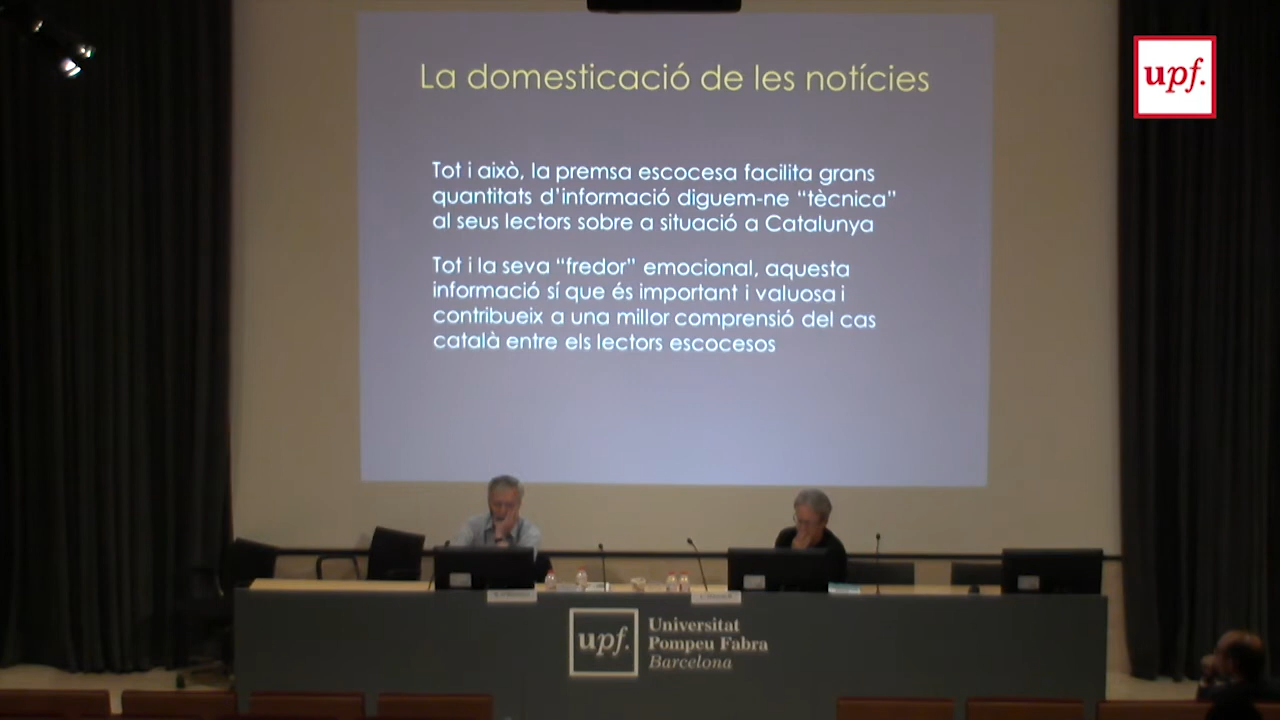 La domesticació de les notícies
upf.
Tot i això, la premsa escocesa facilita grans
quantitats d'informació diguem-ne "tècnica"
al seus lectors sobre a situació a Catalunya
Tot i la seva "fredor" emocional, aquesta
informació sí que és important i valuosa i
contribueix a una millor comprensió del cas
català entre els lectors escocesos
upf.
Universitat
Pompeu Fabra
Barcelona